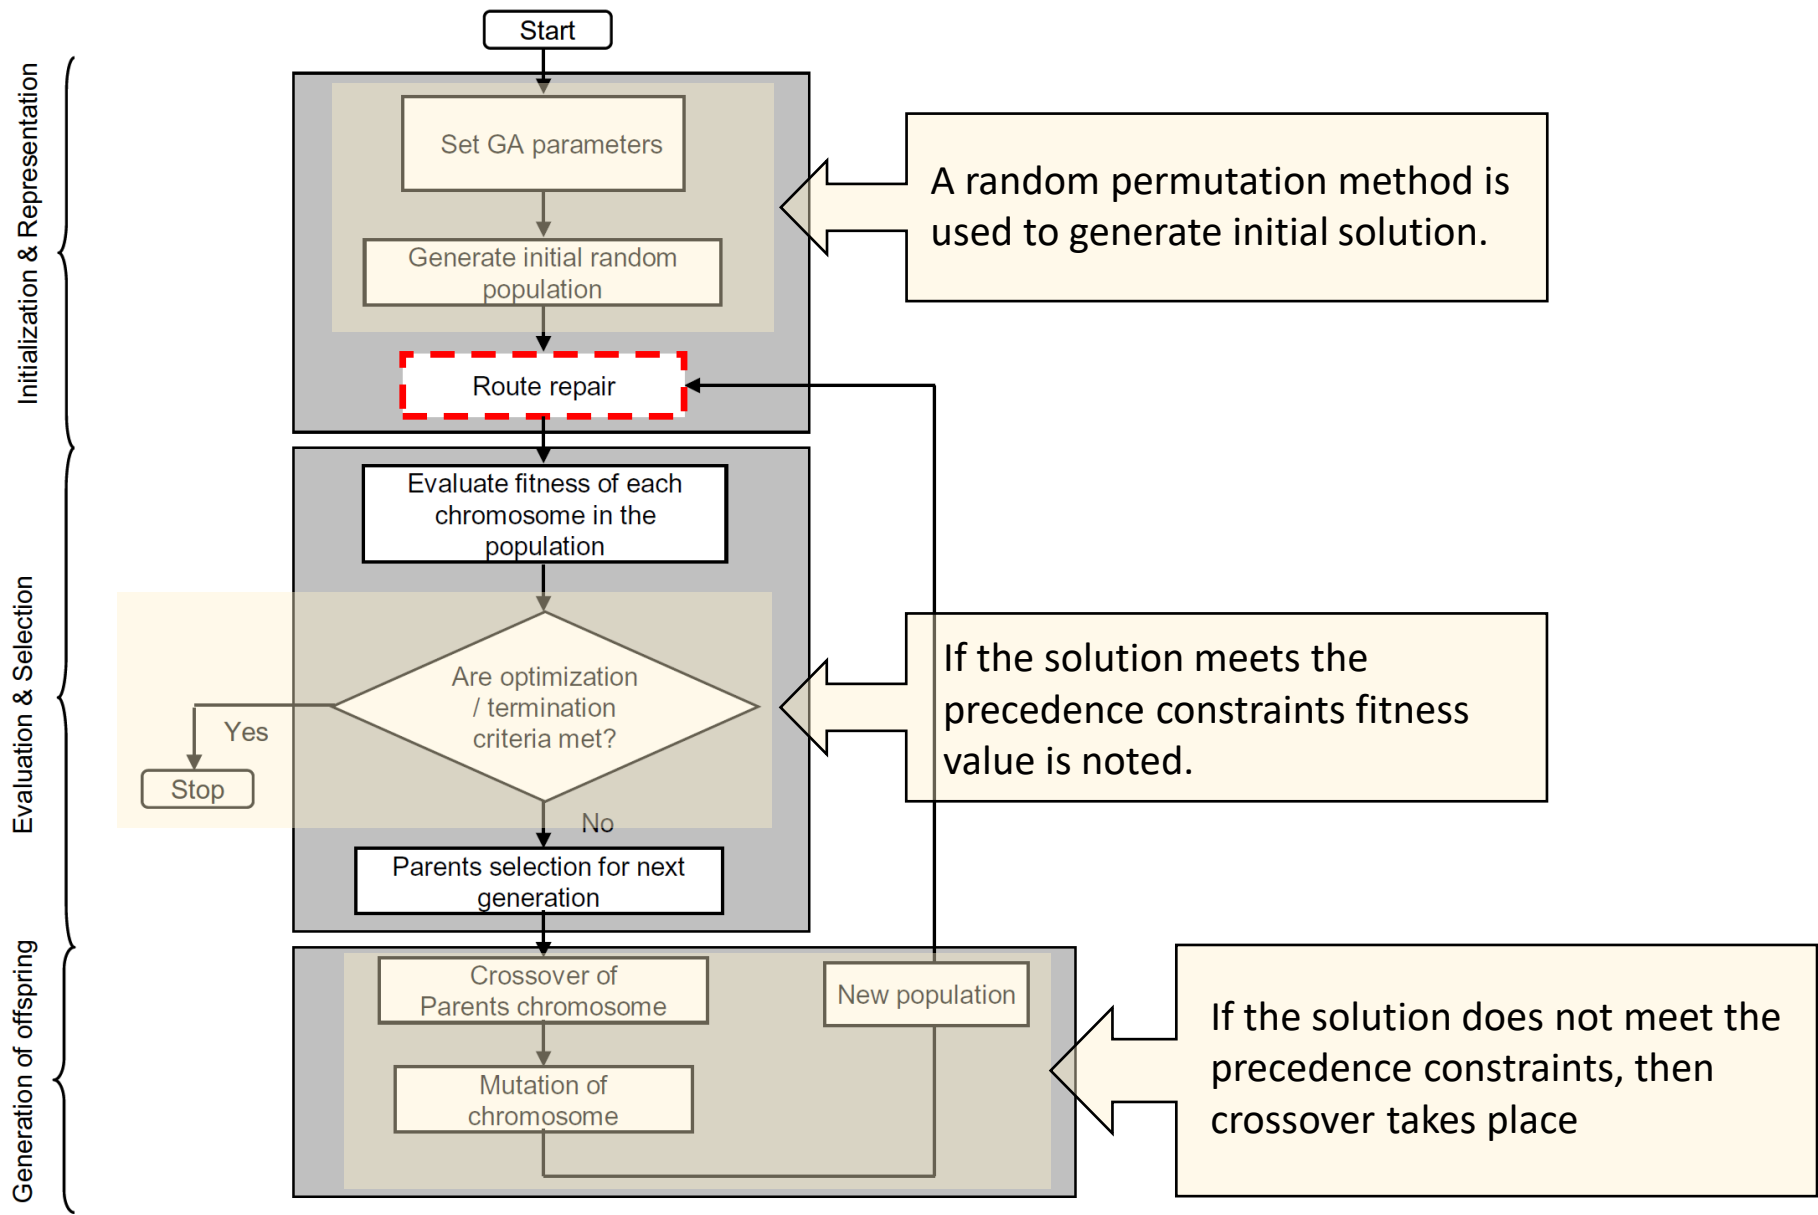 Start
Initialization & Representation
Set GA parameters
Generate initial random
population
Route repair
A random permutation method is
used to generate initial solution.
Evaluation & Selection
Evaluate fitness of each
chromosome in the
population
Are optimization
/ termination
criteria met?
Yes
Stop
No
Parents selection for next
generation
If the solution meets the
precedence constraints fitness
value is noted.
Generation of offspring
Crossover of
Parents chromosome
Mutation of
chromosome
New population
If the solution does not meet the
precedence constraints, then
crossover takes place